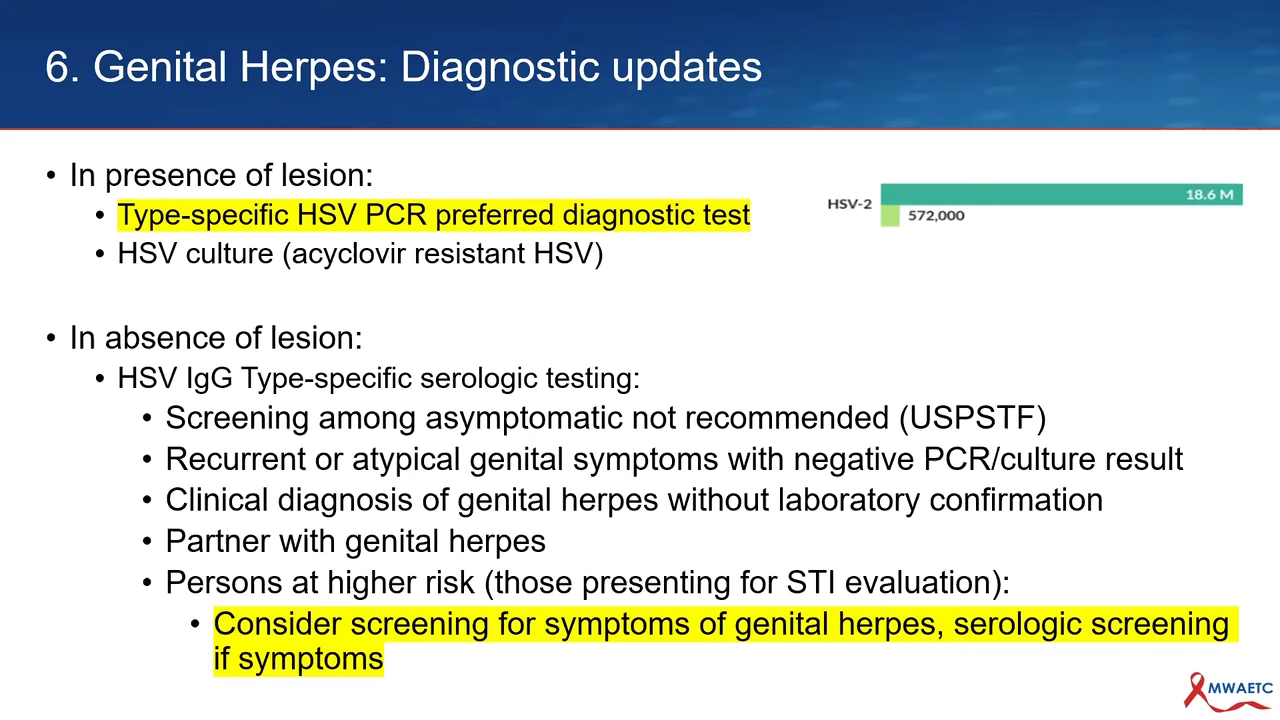 6. Genital Herpes: Diagnostic updates
• In presence of lesion:
• Type-specific HSV PCR preferred diagnostic test
• HSV culture (acyclovir resistant HSV)
HSV-2
18.6 M
572,000
• In absence of lesion:
• HSV IgG Type-specific serologic testing:
• Screening among asymptomatic not recommended (USPSTF)
• Recurrent or atypical genital symptoms with negative PCR/culture result
• Clinical diagnosis of genital herpes without laboratory confirmation
• Partner with genital herpes
• Persons at higher risk (those presenting for STI evaluation):
• Consider screening for symptoms of genital herpes, serologic screening
if symptoms
MWAETC